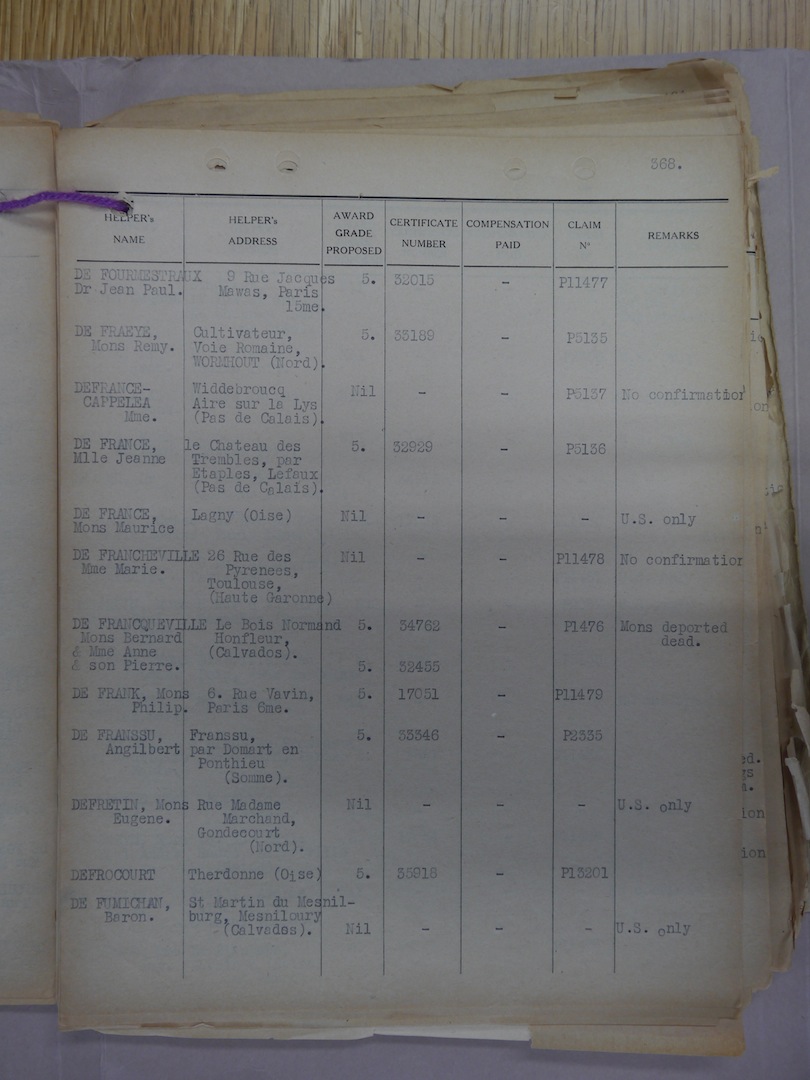 368.
HELPER's NAME HELPER's ADDRESS AWARD GRADE PROPOSED CERTIFICATE NUMBER COMPENSATION PAID CLAIM Nº REMARKS
DE FOURMESTRAUX 9 Rue Jacques 5. 32015 - P11477
Dr Jean Paul. Mawas, Paris
15me.
DE FRAEYE, Cultivateur, 5. 33189 - P5135
Mons Remy. Voie Romaine,
WORMHOUT (Nord).
DEFRANCE- Widdebroucq Nil - - P5137 No confirmation
CAPPELEA Aire sur la Lys
Mme. (Pas de Calais).
DE FRANCE, le Chateau des 5. 32929 - P5136
Mlle Jeanne Trembles, par
Etaples, Lefaux
(Pas de Calais).
DE FRANCE, Lagny (Oise) Nil - - - U.S. only
Mons Maurice
DE FRANCHEVILLE 26 Rue des Nil - - P11478 No confirmation
Mme Marie. Pyrenees,
Toulouse,
(Haute Garonne)
DE FRANCQUEVILLE Le Bois Normand 5. 34762 - P1476 Mons deported
Mons Bernard Honfleur, dead.
& Mme Anne (Calvados).
& son Pierre. 5. 32455
DE FRANK, Mons 6. Rue Vavin, 5. 17051 - P11479
Philip. Paris 6me.
DE FRANSSU, Franssu, 5. 33346 - P2335
Angilbert par Domart en
Ponthieu
(Somme).
DEFRETIN, Mons Rue Madame Nil - - - U.S. only
Eugene. Marchand,
Gondecourt
(Nord).
DEFROCOURT Therdonne (Oise) 5. 35918 - P13201
DE FUMICHAN, St Martin du Mesnil-
Baron. burg, Mesniloury
(Calvados). Nil - - - U.S. only